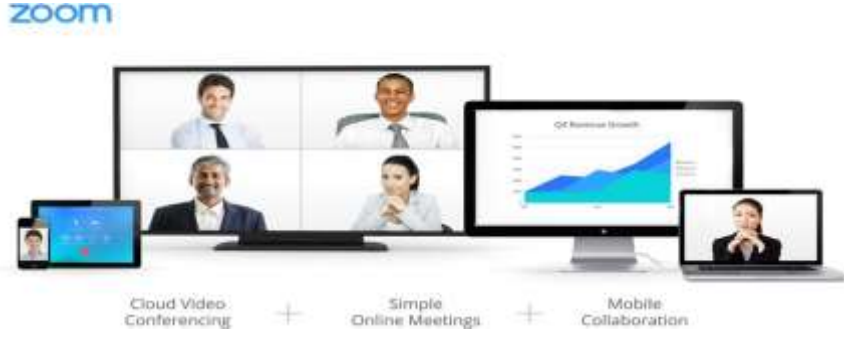 zoom
Q4 Revenue Growth
Cloud Video
Conferencing
+
Simple
Online Meetings
+
Mobile
Collaboration